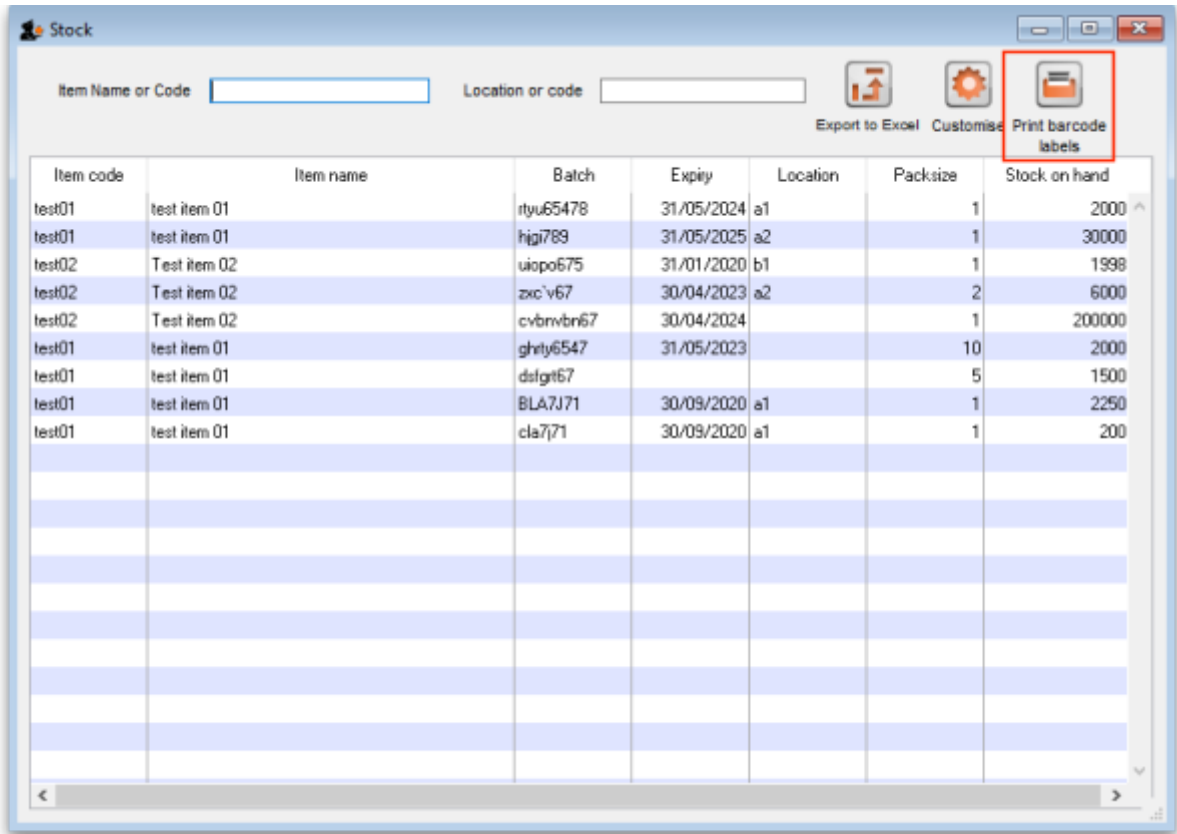 Stock
Item Name or Code Location or code
Export to Excel Customise Print barcode
labels
Item code Item name Batch Expiry Location Packsize Stock on hand
test01 test item 01 rtyu65478 31/05/2024 a1 1 2000
test01 test item 01 hjgi789 31/05/2025 a2 1 30000
test02 Test item 02 uiopo675 31/01/2020 b1 1 1998
test02 Test item 02 zxc`v67 30/04/2023 a2 2 6000
test02 Test item 02 cvbnvbn67 30/04/2024 1 200000
test01 test item 01 ghrty6547 31/05/2023 10 2000
test01 test item 01 dsfgrt67 5 1500
test01 test item 01 BLA7J71 30/09/2020 a1 1 2250
test01 test item 01 cla7j71 30/09/2020 a1 1 200